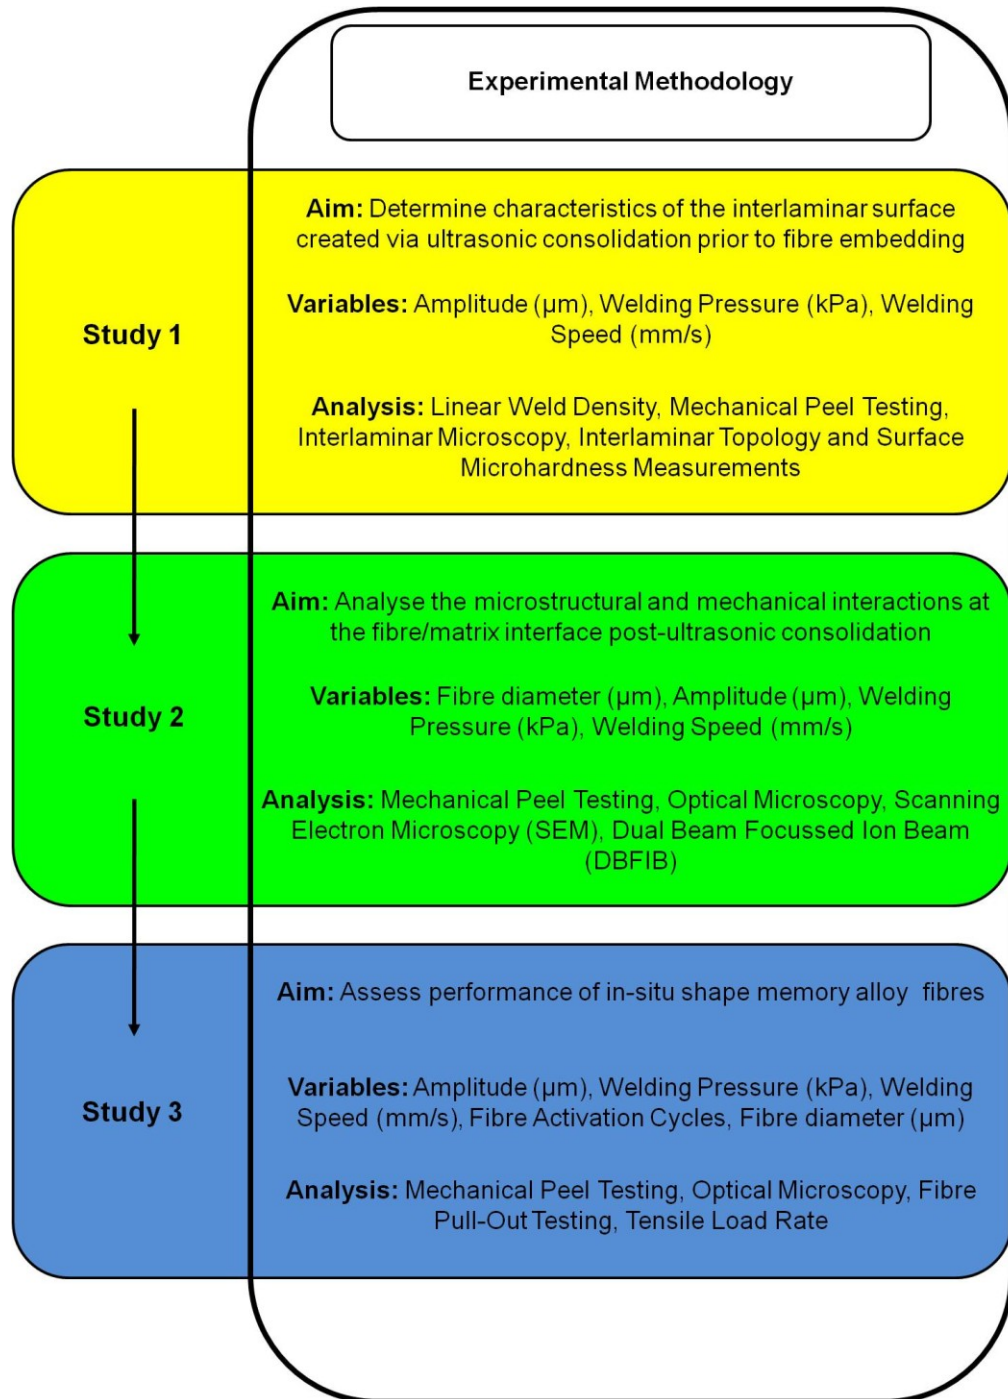 Experimental Methodology
Aim: Determine characteristics of the interlaminar surface
created via ultrasonic consolidation prior to fibre embedding
Variables: Amplitude (µm), Welding Pressure (kPa), Welding
Speed (mm/s)
Study 1
Analysis: Linear Weld Density, Mechanical Peel Testing,
Interlaminar Microscopy, Interlaminar Topology and Surface
Microhardness Measurements
Aim: Analyse the microstructural and mechanical interactions at
the fibre/matrix interface post-ultrasonic consolidation
Variables: Fibre diameter (µm), Amplitude (µm), Welding
Pressure (kPa), Welding Speed (mm/s)
Study 2
Analysis: Mechanical Peel Testing, Optical Microscopy, Scanning
Electron Microscopy (SEM), Dual Beam Focussed Ion Beam
(DBFIB)
Aim: Assess performance of in-situ shape memory alloy fibres
Variables: Amplitude (µm), Welding Pressure (kPa), Welding
Speed (mm/s), Fibre Activation Cycles, Fibre diameter (µm)
Study 3
Analysis: Mechanical Peel Testing, Optical Microscopy, Fibre
Pull-Out Testing, Tensile Load Rate